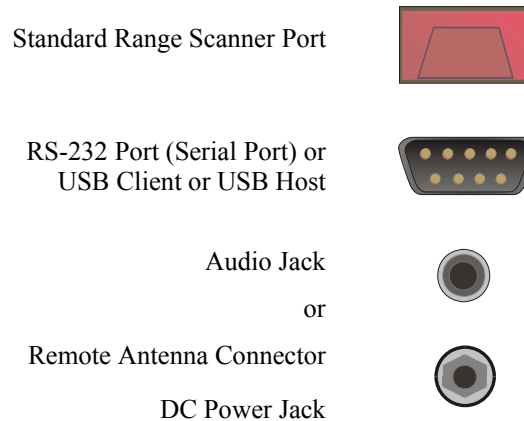 Standard Range Scanner Port
RS-232 Port (Serial Port) or
USB Client or USB Host
Audio Jack
or
Remote Antenna Connector
DC Power Jack